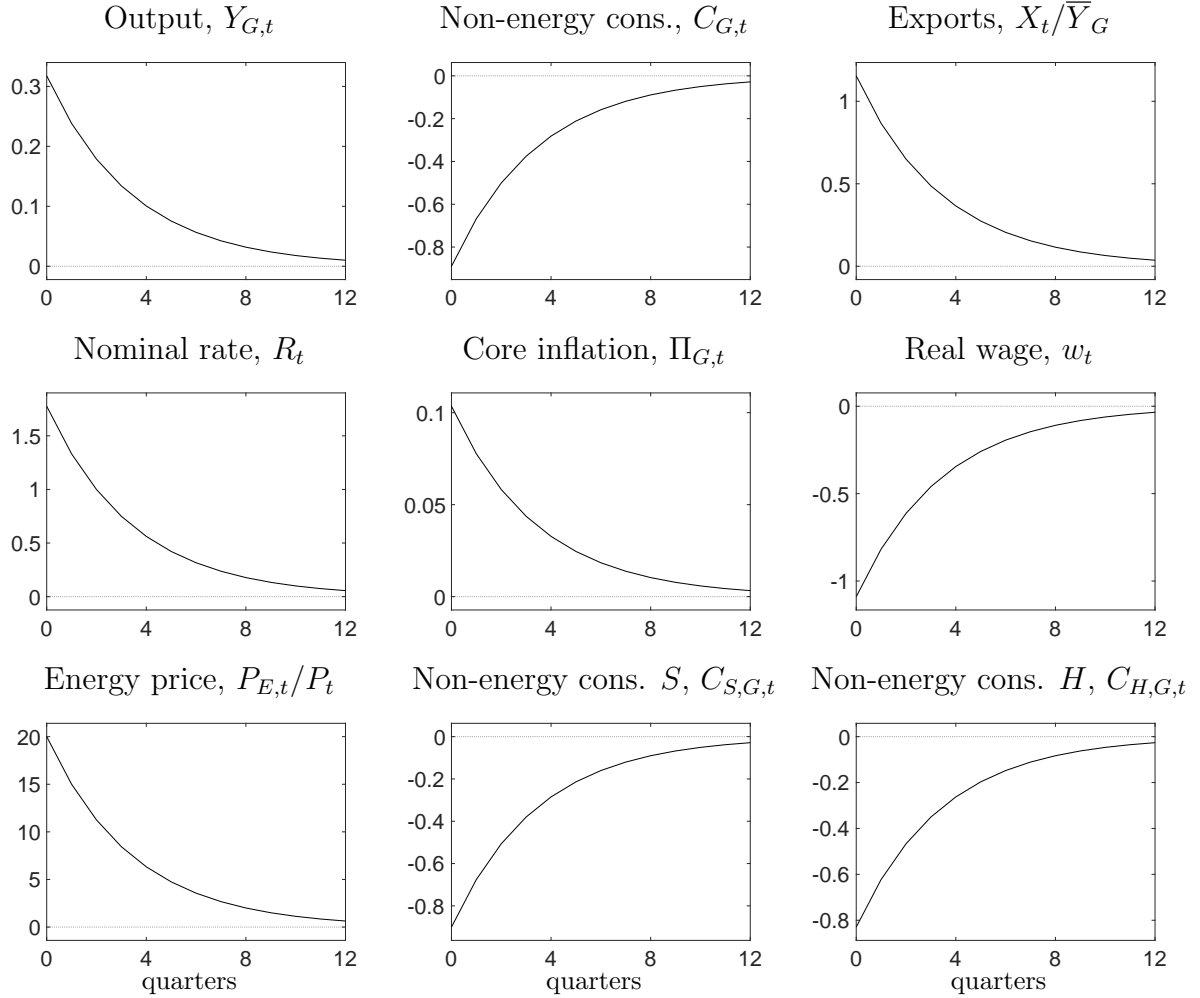 Output, Y_{G,t} Non-energy cons., C_{G,t} Exports, X_t/\overline{Y}_G
0.3 0 1
0.2 -0.2
-0.4 0.5
0.1 -0.6
0 -0.8 0
0 4 8 12 0 4 8 12 0 4 8 12
Nominal rate, R_t Core inflation, Π_{G,t} Real wage, w_t
1.5 0.1 0
1 0.05 -0.5
0.5
0 0 -1
0 4 8 12 0 4 8 12 0 4 8 12
Energy price, P_{E,t}/P_t Non-energy cons. S, C_{S,G,t} Non-energy cons. H, C_{H,G,t}
20 0 0
15 -0.2 -0.2
10 -0.4 -0.4
5 -0.6 -0.6
0 -0.8 -0.8
0 4 8 12 0 4 8 12 0 4 8 12
quarters quarters quarters